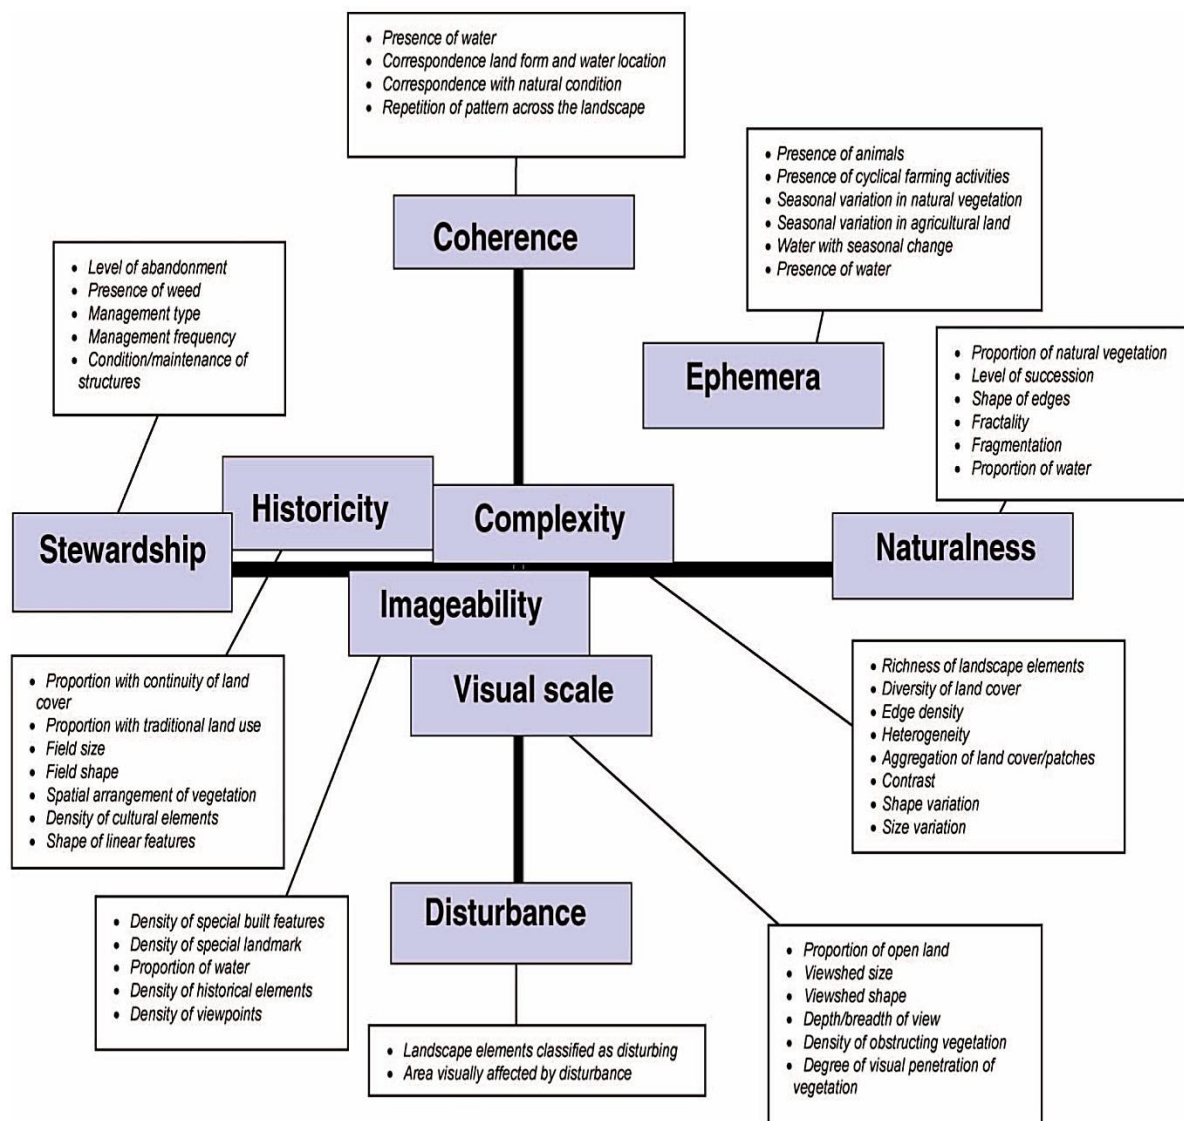 • Presence of water
• Correspondence land form and water location
• Correspondence with natural condition
• Repetition of pattern across the landscape
Coherence
• Presence of animals
• Presence of cyclical farming activities
• Seasonal variation in natural vegetation
• Seasonal variation in agricultural land
• Water with seasonal change
• Presence of water
Ephemera
• Level of abandonment
• Presence of weed
• Management type
• Management frequency
• Condition/maintenance of
structures
Stewardship
Historicity
Complexity
• Proportion of natural vegetation
• Level of succession
• Shape of edges
• Fractality
• Fragmentation
• Proportion of water
Naturalness
Imageability
Visual scale
• Proportion with continuity of land
cover
• Proportion with traditional land use
• Field size
• Field shape
• Spatial arrangement of vegetation
• Density of cultural elements
• Shape of linear features
• Richness of landscape elements
• Diversity of land cover
• Edge density
• Heterogeneity
• Aggregation of land cover/patches
• Contrast
• Shape variation
• Size variation
• Density of special built features
• Density of special landmark
• Proportion of water
• Density of historical elements
• Density of viewpoints
Disturbance
• Landscape elements classified as disturbing
• Area visually affected by disturbance
• Proportion of open land
• Viewshed size
• Viewshed shape
• Depth/breadth of view
• Density of obstructing vegetation
• Degree of visual penetration of
vegetation